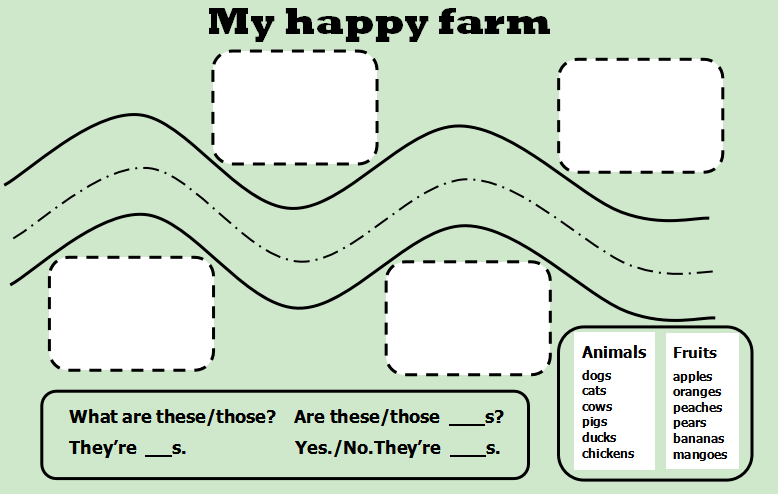 My happy farm
What are these/those? Are these/those ____s?
They're ___s. Yes./No.They're ____s.
Animals
dogs
cats
cows
pigs
ducks
chickens
Fruits
apples
oranges
peaches
pears
bananas
mangoes